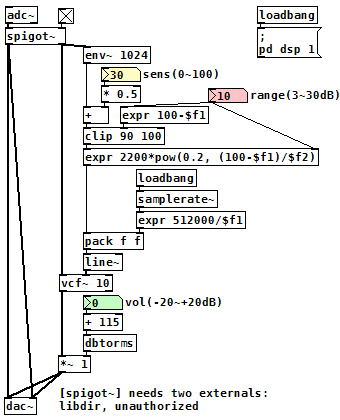 adc~
loadbang
spigot~
;
pd dsp 1
env~ 1024
30 sens(0~100)
* 0.5
10 range(3~30dB)
+
expr 100-$f1
clip 90 100
expr 2200*pow(0.2, (100-$f1)/$f2)
loadbang
samplerate~
expr 512000/$f1
pack f f
line~
vcf~ 10
0 vol(-20~+20dB)
+ 115
dbtorms
*~ 1
dac~
[spigot~] needs two externals:
libdir, unauthorized